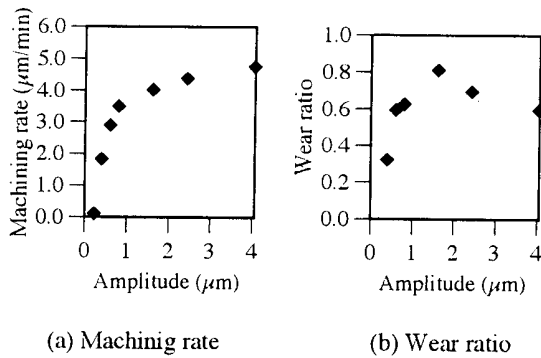 Machining rate (μm/min)
6.0
5.0
4.0
3.0
2.0
1.0
0.0
0 1 2 3 4
Amplitude (μm)
(a) Machinig rate
Wear ratio
1.0
0.8
0.6
0.4
0.2
0.0
0 1 2 3 4
Amplitude (μm)
(b) Wear ratio